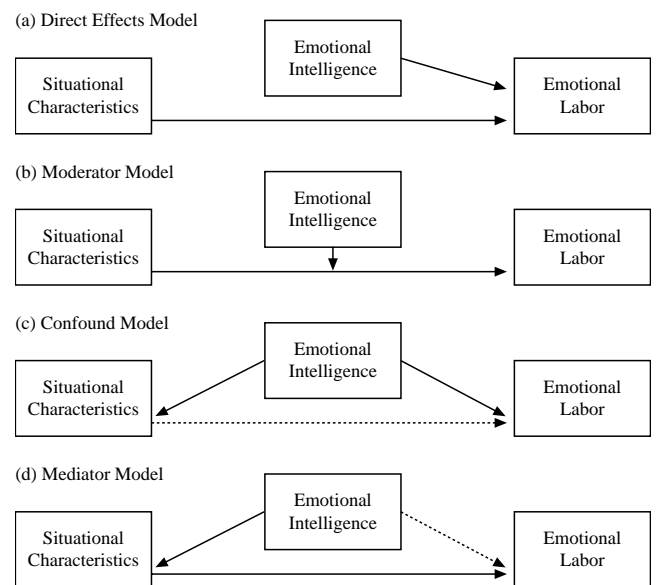 (a) Direct Effects Model
Emotional
Intelligence
Situational
Characteristics
Emotional
Labor
(b) Moderator Model
Emotional
Intelligence
Situational
Characteristics
Emotional
Labor
(c) Confound Model
Emotional
Intelligence
Situational
Characteristics
Emotional
Labor
(d) Mediator Model
Emotional
Intelligence
Situational
Characteristics
Emotional
Labor